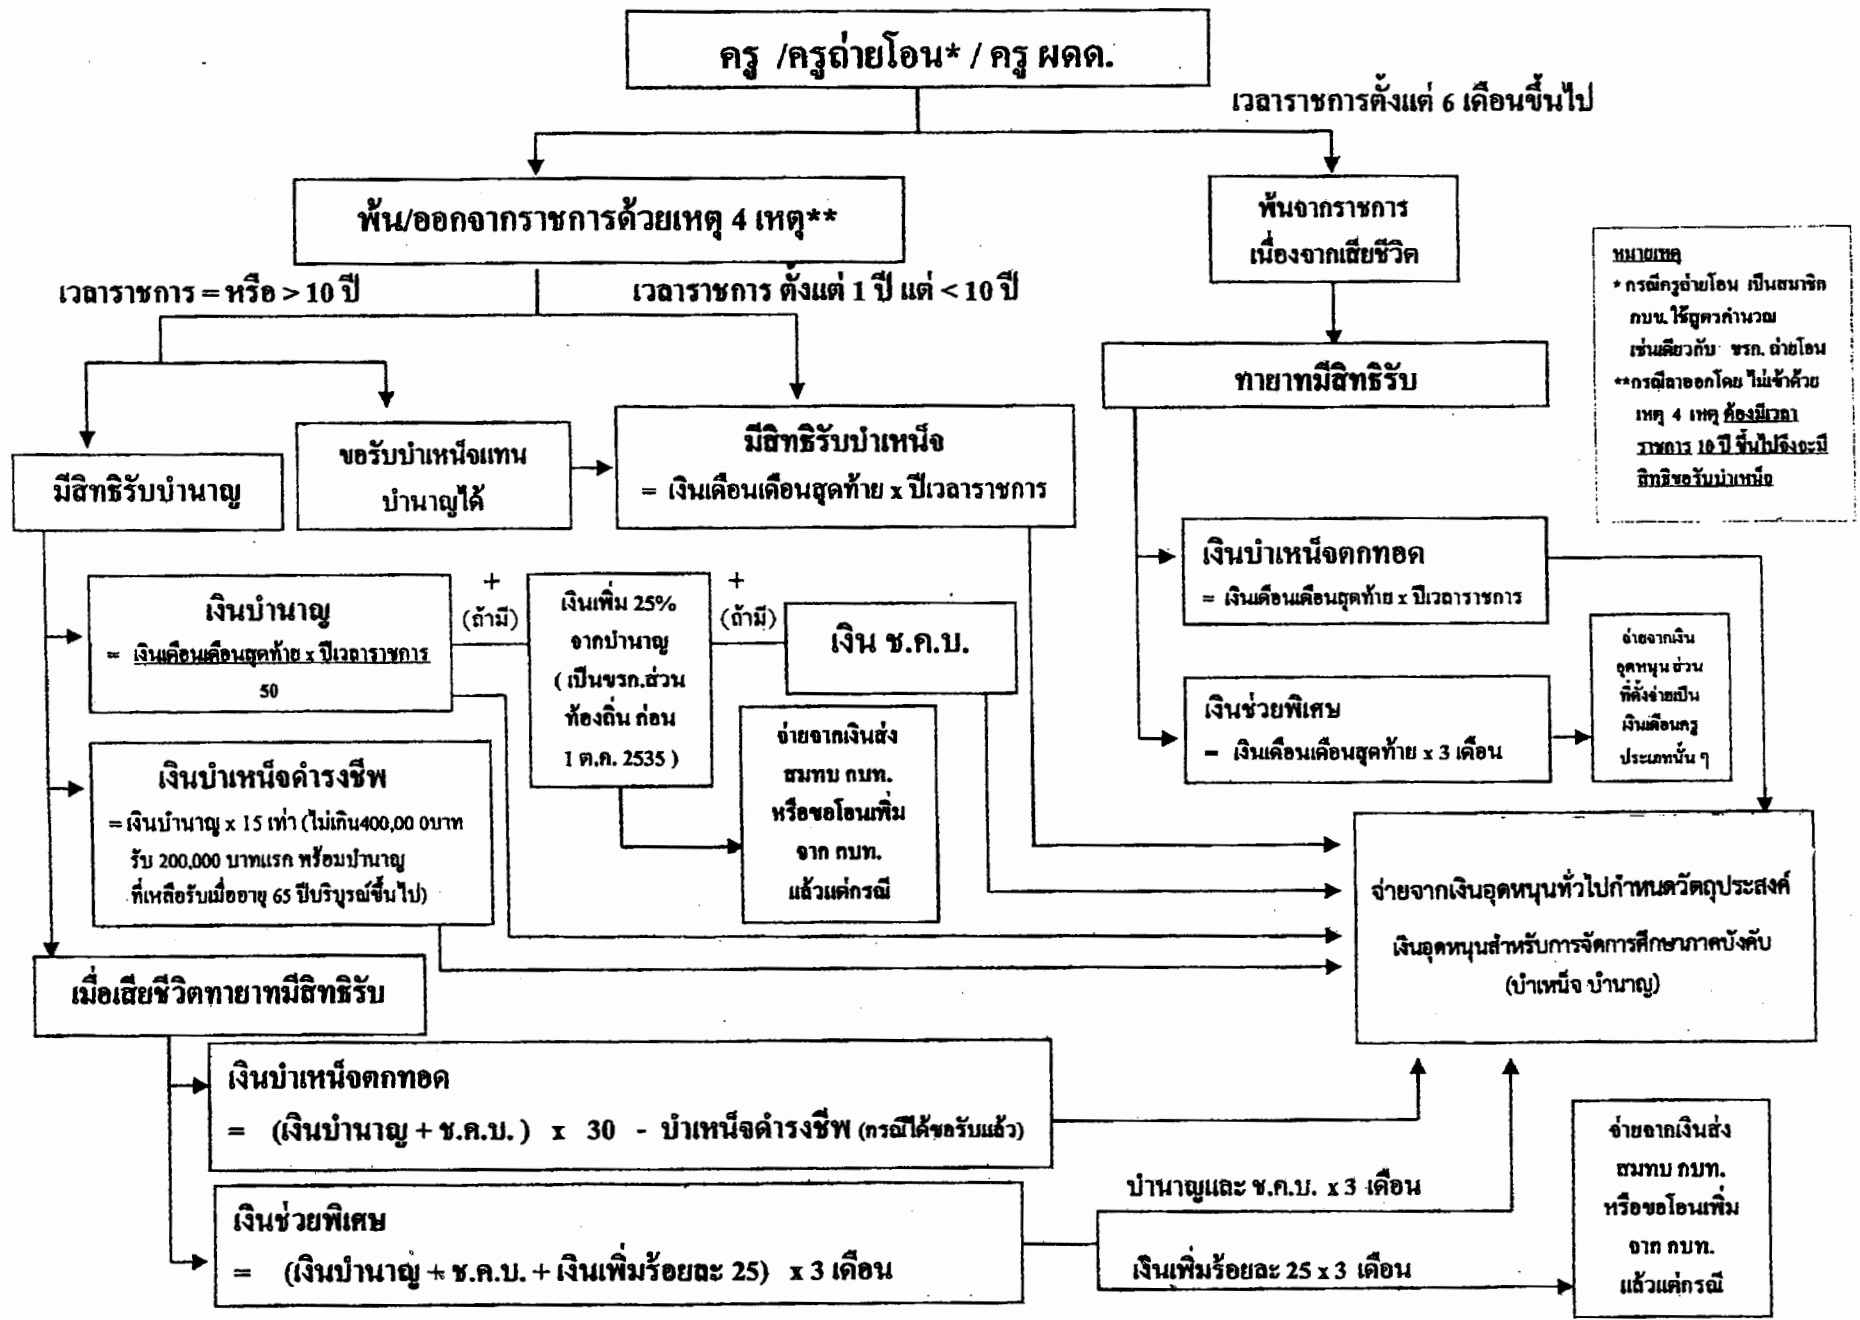 ครู /ครูถ่ายโอน* / ครู ผดด.
เวลาราชการตั้งแต่ 6 เดือนขึ้นไป
พ้น/ออกจากราชการด้วยเหตุ 4 เหตุ**
พ้นจากราชการ
เนื่องจากเสียชีวิต
เวลาราชการ = หรือ > 10 ปี
เวลาราชการ ตั้งแต่ 1 ปี แต่ < 10 ปี
หมายเหตุ
* กรณีครูถ่ายโอน เป็นสมาชิก
กบข. ใช้สูตรคำนวณ
เช่นเดียวกับ ขรก. ถ่ายโอน
**กรณีลาออกโดย ไม่เข้าด้วย
เหตุ 4 เหตุ ต้องมีเวลา
ราชการ 10 ปี ขึ้นไปจึงจะมี
สิทธิขอรับบำเหน็จ
ทายาทมีสิทธิรับ
มีสิทธิรับบำนาญ
ขอรับบำเหน็จแทน
บำนาญได้
มีสิทธิรับบำเหน็จ
= เงินเดือนเดือนสุดท้าย x ปีเวลาราชการ
เงินบำเหน็จตกทอด
= เงินเดือนเดือนสุดท้าย x ปีเวลาราชการ
เงินบำนาญ
= เงินเดือนเดือนสุดท้าย x ปีเวลาราชการ
50
+
(ถ้ามี)
เงินเพิ่ม 25%
จากบำนาญ
( เป็นขรก.ส่วน
ท้องถิ่น ก่อน
1 ต.ค. 2535 )
+
(ถ้ามี)
เงิน ช.ค.บ.
จ่ายจากเงิน
อุดหนุน ส่วน
ที่ตั้งจ่ายเป็น
เงินเดือนครู
ประเภทนั้น ๆ
เงินช่วยพิเศษ
= เงินเดือนเดือนสุดท้าย x 3 เดือน
จ่ายจากเงินส่ง
สมทบ กบท.
หรือขอโอนเพิ่ม
จาก กบท.
แล้วแต่กรณี
เงินบำเหน็จดำรงชีพ
= เงินบำนาญ x 15 เท่า (ไม่เกิน400,00 0บาท
รับ 200,000 บาทแรก พร้อมบำนาญ
ที่เหลือรับเมื่ออายุ 65 ปีบริบูรณ์ขึ้นไป)
จ่ายจากเงินอุดหนุนทั่วไปกำหนดวัตถุประสงค์
เงินอุดหนุนสำหรับการจัดการศึกษาภาคบังคับ
(บำเหน็จ บำนาญ)
เมื่อเสียชีวิตทายาทมีสิทธิรับ
เงินบำเหน็จตกทอด
= (เงินบำนาญ + ช.ค.บ. ) x 30 - บำเหน็จดำรงชีพ (กรณีได้ขอรับแล้ว)
เงินช่วยพิเศษ
= (เงินบำนาญ + ช.ค.บ. + เงินเพิ่มร้อยละ 25) x 3 เดือน
บำนาญและ ช.ค.บ. x 3 เดือน
เงินเพิ่มร้อยละ 25 x 3 เดือน
จ่ายจากเงินส่ง
สมทบ กบท.
หรือขอโอนเพิ่ม
จาก กบท.
แล้วแต่กรณี